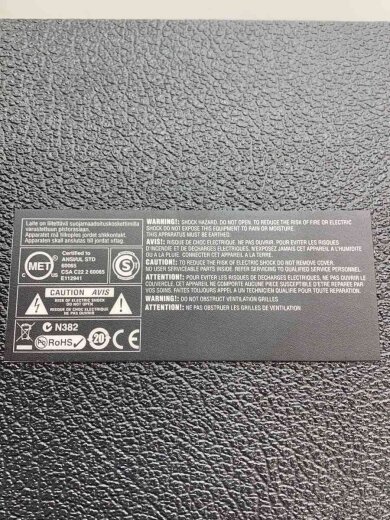 Laite on liitettävä suojamaadoituskoskettimilla
varustettuun pistorasiaan.
Apparatet må tilkoples jordet stikkontakt.
Apparaten skall anslutas till jordat uttag.
MET
Certified to
ANSI/UL STD
60065
CSA C22 2 60065
E112941
S
CAUTION AVIS
RISK OF ELECTRIC SHOCK
DO NOT OPEN
RISQUE DE CHOC ELECTRIQUE
NE PAS OUVRIR
N382
RoHS
20
CE
WARNING!: SHOCK HAZARD. DO NOT OPEN. TO REDUCE THE RISK OF FIRE OR ELECTRIC
SHOCK DO NOT EXPOSE THIS EQUIPMENT TO RAIN OR MOISTURE.
THIS APPARATUS MUST BE EARTHED.
AVIS!: RISQUE DE CHOC ELECTRIQUE. NE PAS OUVRIR. POUR EVITER LES RISQUES
D'INCENDIE ET DE DECHARGES ELECTRIQUES, N'EXPOSEZ JAMAIS CET APPAREIL A L'HUMIDITE
OU A LA PLUIE. CONNECTER CET APPAREIL A LA TERRE.
CAUTION!: TO REDUCE THE RISK OF ELECTRIC SHOCK DO NOT REMOVE COVER.
NO USER SERVICEABLE PARTS INSIDE. REFER SERVICING TO QUALIFIED SERVICE PERSONNEL.
ATTENTION!: POUR EVITER LES RISQUES DE DECHARGES ELECTRIQUES, NE PAS OUVRIR LE
COUVERCLE. CET APPAREIL NE COMPORTE AUCUNE PIECE SUSCEPTIBLE D'ETRE REPAREE PAR
VOS SOINS. FAITES TOUJOURS APPEL A UN TECHNICIEN QUALIFIE POUR TOUTE REPARATION.
WARNING!: DO NOT OBSTRUCT VENTILATION GRILLES
ATTENTION!: NE PAS OBSTRUER LES GRILLES DE VENTILATION